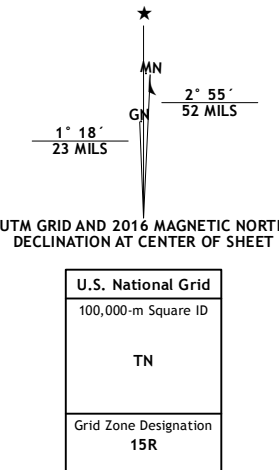 ★
MN
GN
2° 55´
52 MILS
1° 18´
23 MILS
UTM GRID AND 2016 MAGNETIC NORTH
DECLINATION AT CENTER OF SHEET
U.S. National Grid
100,000-m Square ID
TN
Grid Zone Designation
15R